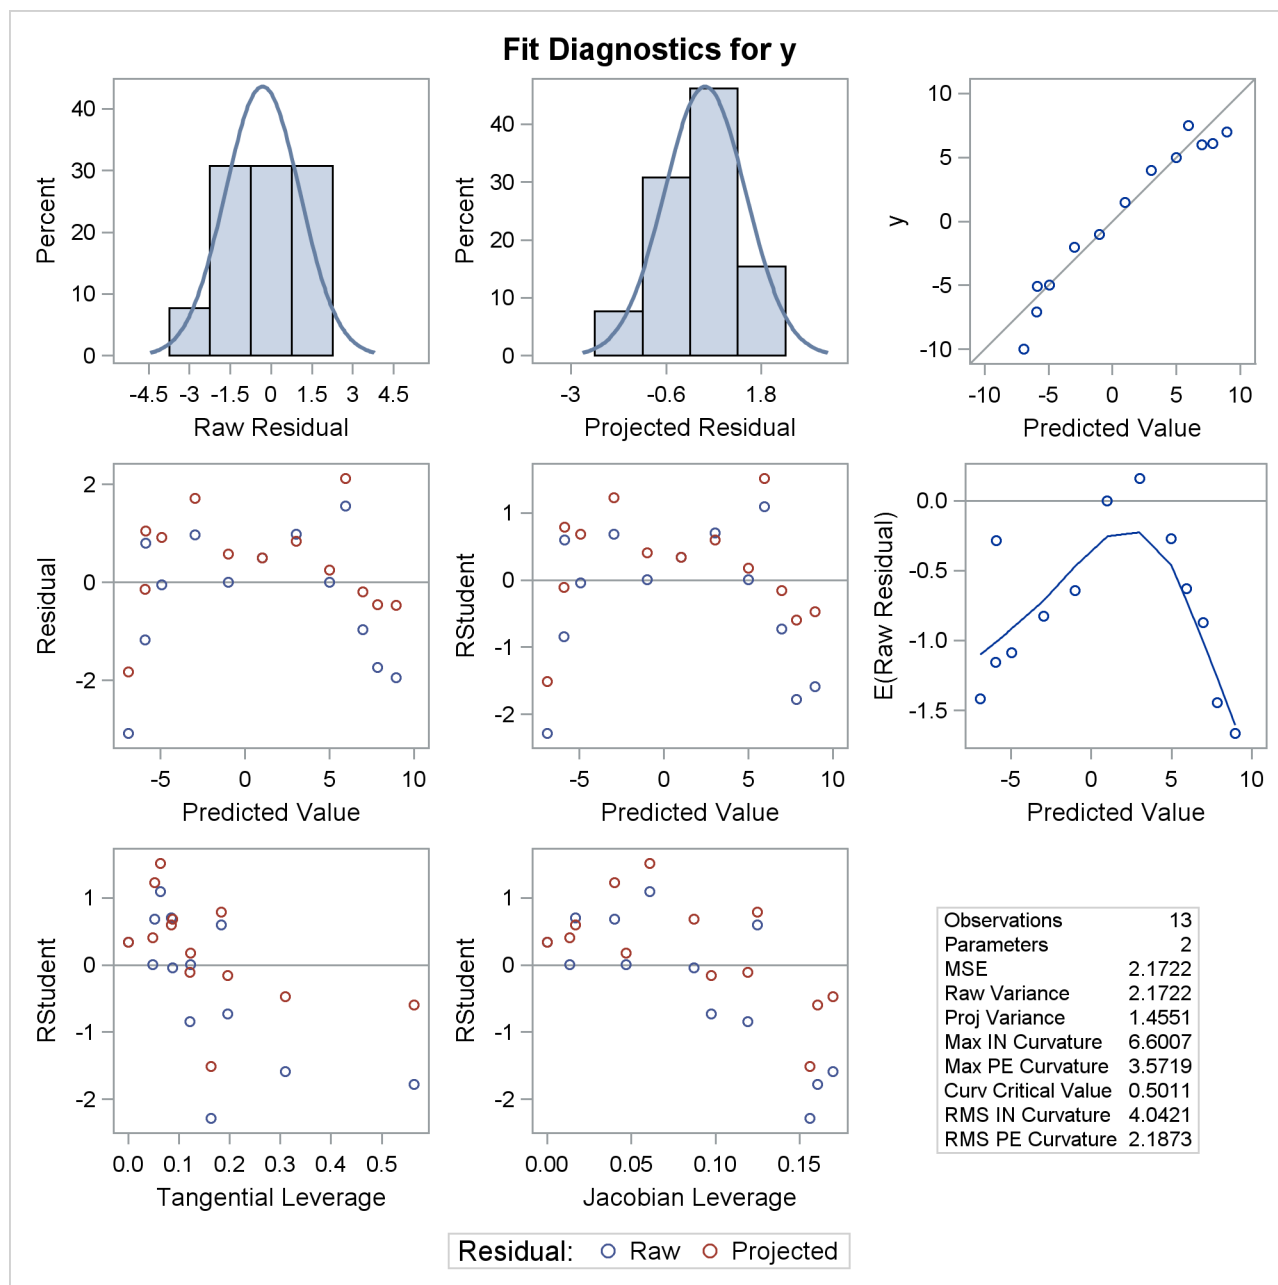 Fit Diagnostics for y
Percent
40
30
20
10
0
-4.5 -3 -1.5 0 1.5 3 4.5
Raw Residual
Percent
40
30
20
10
0
-3 -0.6 1.8
Projected Residual
y
10
5
0
-5
-10
-10 -5 0 5 10
Predicted Value
Residual
2
0
-2
-5 0 5 10
Predicted Value
RStudent
1
0
-1
-2
-5 0 5 10
Predicted Value
E(Raw Residual)
0.0
-0.5
-1.0
-1.5
-5 0 5 10
Predicted Value
RStudent
1
0
-1
-2
0.0 0.1 0.2 0.3 0.4 0.5
Tangential Leverage
RStudent
1
0
-1
-2
0.00 0.05 0.10 0.15
Jacobian Leverage
Observations 13
Parameters 2
MSE 2.1722
Raw Variance 2.1722
Proj Variance 1.4551
Max IN Curvature 6.6007
Max PE Curvature 3.5719
Curv Critical Value 0.5011
RMS IN Curvature 4.0421
RMS PE Curvature 2.1873
Residual: Raw Projected